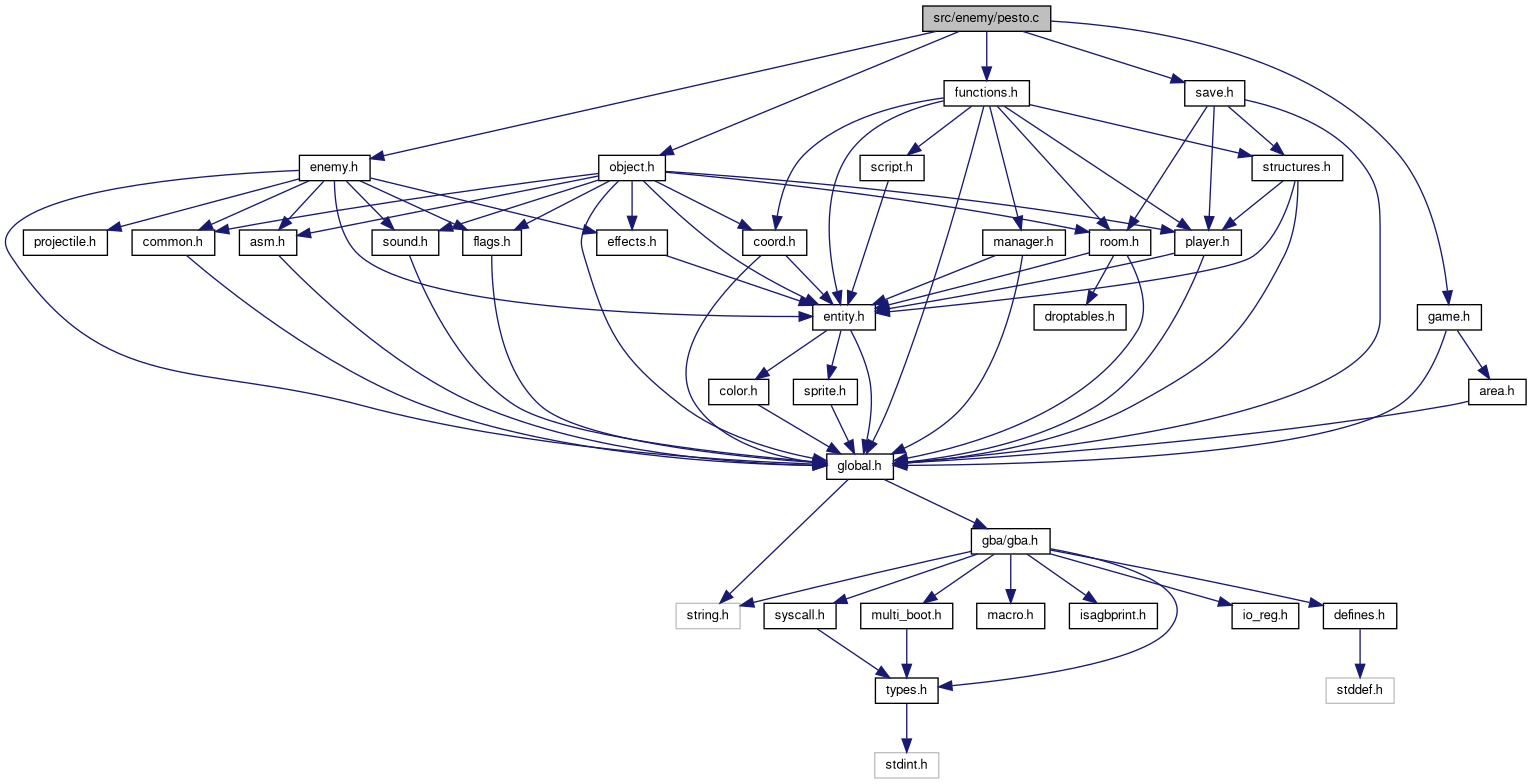 src/enemy/pesto.c
functions.h
save.h
enemy.h
object.h
script.h
structures.h
projectile.h
common.h
asm.h
sound.h
flags.h
effects.h
coord.h
manager.h
room.h
player.h
entity.h
droptables.h
game.h
color.h
sprite.h
area.h
global.h
gba/gba.h
string.h
syscall.h
multi_boot.h
macro.h
isagbprint.h
io_reg.h
defines.h
types.h
stddef.h
stdint.h